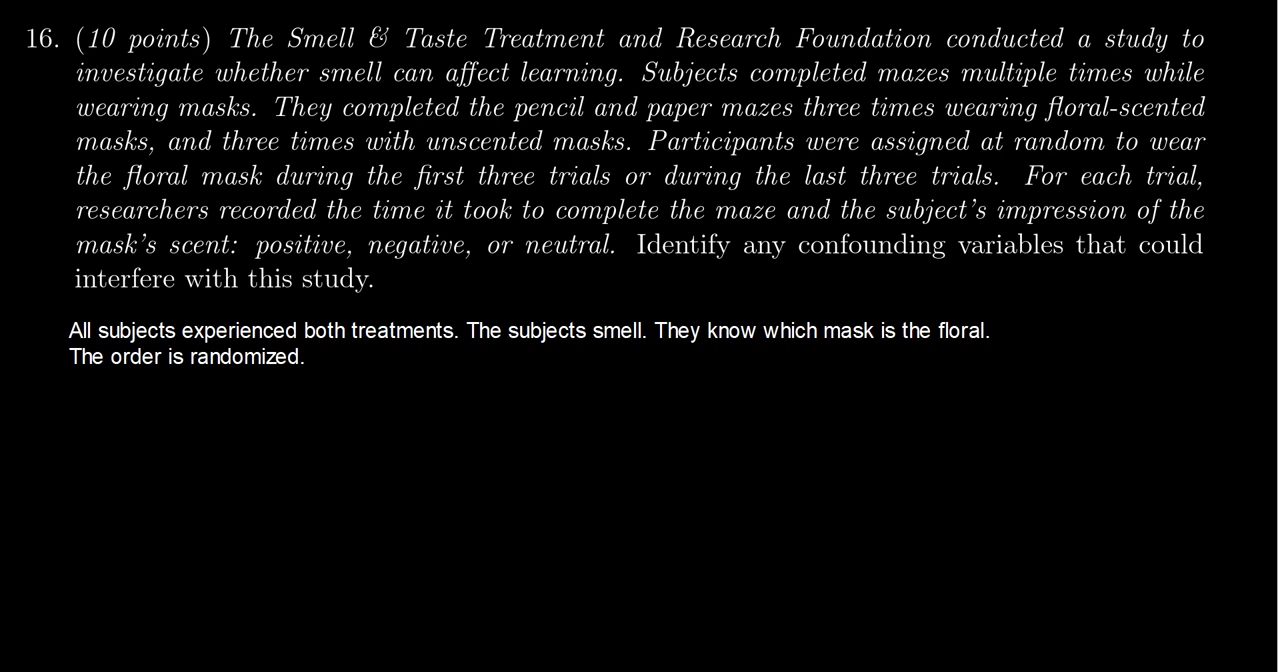 16. (10 points) The Smell & Taste Treatment and Research Foundation conducted a study to
investigate whether smell can affect learning. Subjects completed mazes multiple times while
wearing masks. They completed the pencil and paper mazes three times wearing floral-scented
masks, and three times with unscented masks. Participants were assigned at random to wear
the floral mask during the first three trials or during the last three trials. For each trial,
researchers recorded the time it took to complete the maze and the subject's impression of the
mask's scent: positive, negative, or neutral. Identify any confounding variables that could
interfere with this study.
All subjects experienced both treatments. The subjects smell. They know which mask is the floral.
The order is randomized.